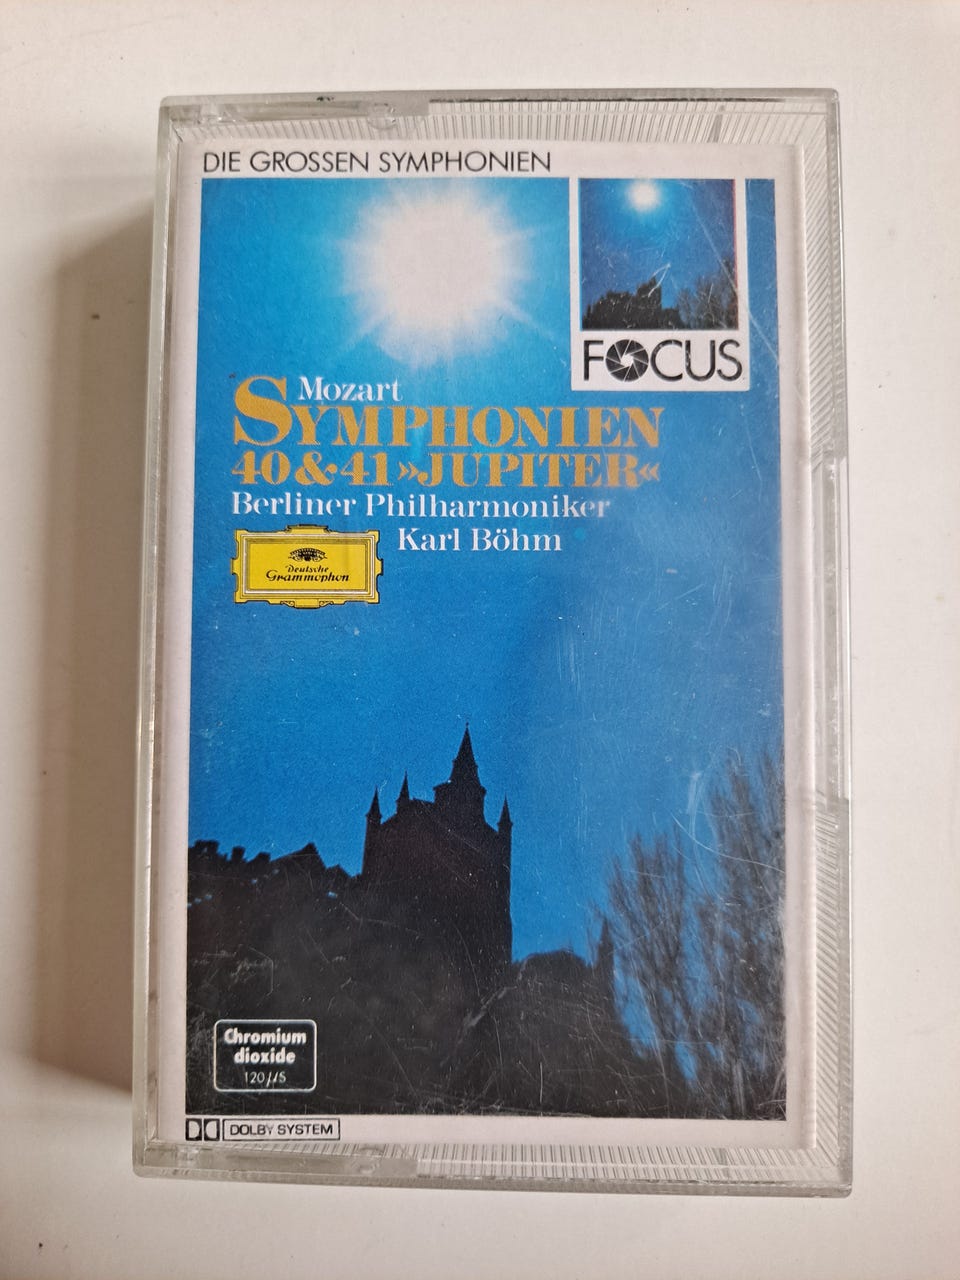 DIE GROSSEN SYMPHONIEN
FOCUS
Mozart
SYMPHONIEN
40 & 41 »JUPITER«
Berliner Philharmoniker
Karl Böhm
Deutsche
Grammophon
Chromium
dioxide
120 µS
DOLBY SYSTEM